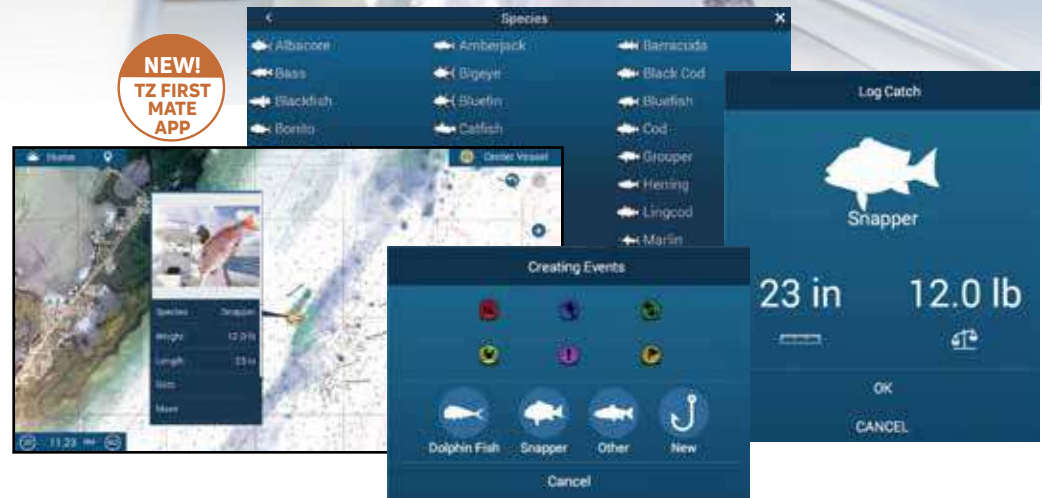 NEW!
TZ FIRST
MATE
APP
Species
Albacore
Amberjack
Barracuda
Bass
Bigeye
Black Cod
Blackfish
Bluefin
Bluefish
Bonito
Catfish
Cod
Grouper
Herring
Lingcod
Marlin
Log Catch
Snapper
23 in
12.0 lb
OK
CANCEL
Home
Center Vessel
Species
Snapper
Weight
12.0 lb
Length
23 in
Edit
More
11.23
Creating Events
Dolphin Fish
Snapper
Other
New
Cancel